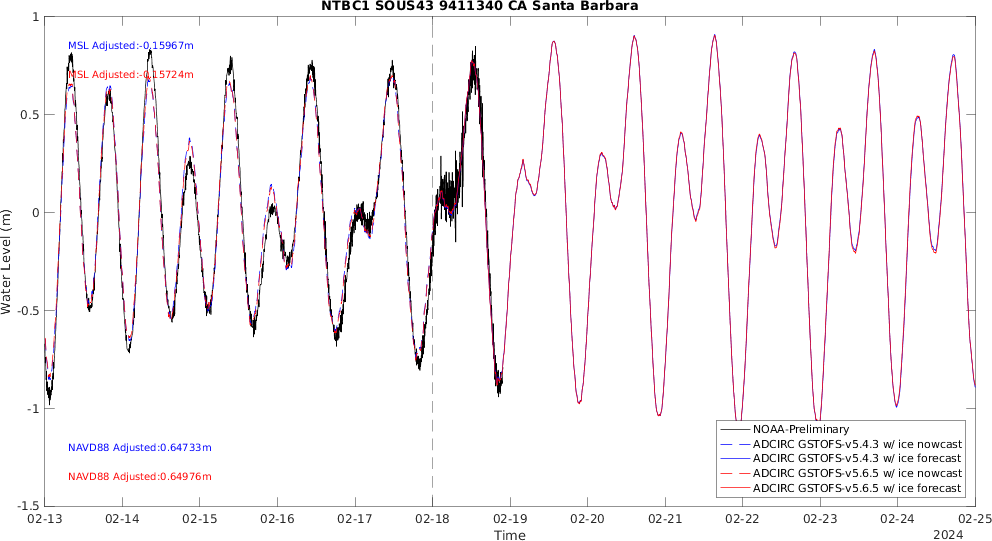 NTBC1 SOUS43 9411340 CA Santa Barbara
1
MSL Adjusted:-0.15967m
MSL Adjusted:-0.15724m
0.5
0
Water Level (m)
-0.5
-1
NAVD88 Adjusted:0.64733m
NAVD88 Adjusted:0.64976m
NOAA-Preliminary
ADCIRC GSTOFS-v5.4.3 w/ ice nowcast
ADCIRC GSTOFS-v5.4.3 w/ ice forecast
ADCIRC GSTOFS-v5.6.5 w/ ice nowcast
ADCIRC GSTOFS-v5.6.5 w/ ice forecast
-1.5
02-13 02-14 02-15 02-16 02-17 02-18 02-19 02-20 02-21 02-22 02-23 02-24 02-25
Time
2024